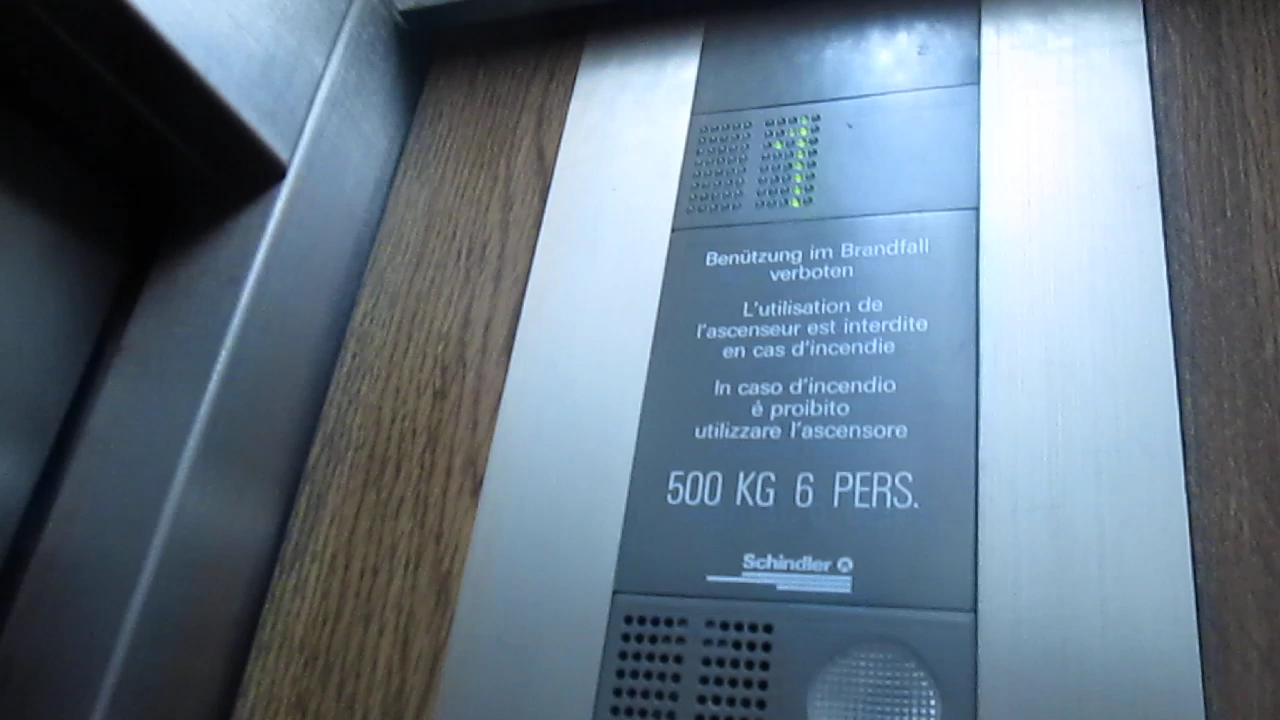 1
Benützung im Brandfall
verboten
L'utilisation de
l'ascenseur est interdite
en cas d'incendie
In caso d'incendio
é proibito
utilizzare l'ascensore
500 KG 6 PERS.
Schindler